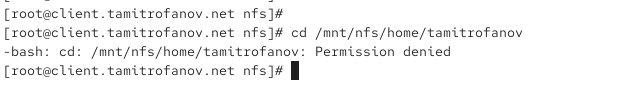 [root@client.tamitrofanov.net nfs]#
[root@client.tamitrofanov.net nfs]# cd /mnt/nfs/home/tamitrofanov
-bash: cd: /mnt/nfs/home/tamitrofanov: Permission denied
[root@client.tamitrofanov.net nfs]#